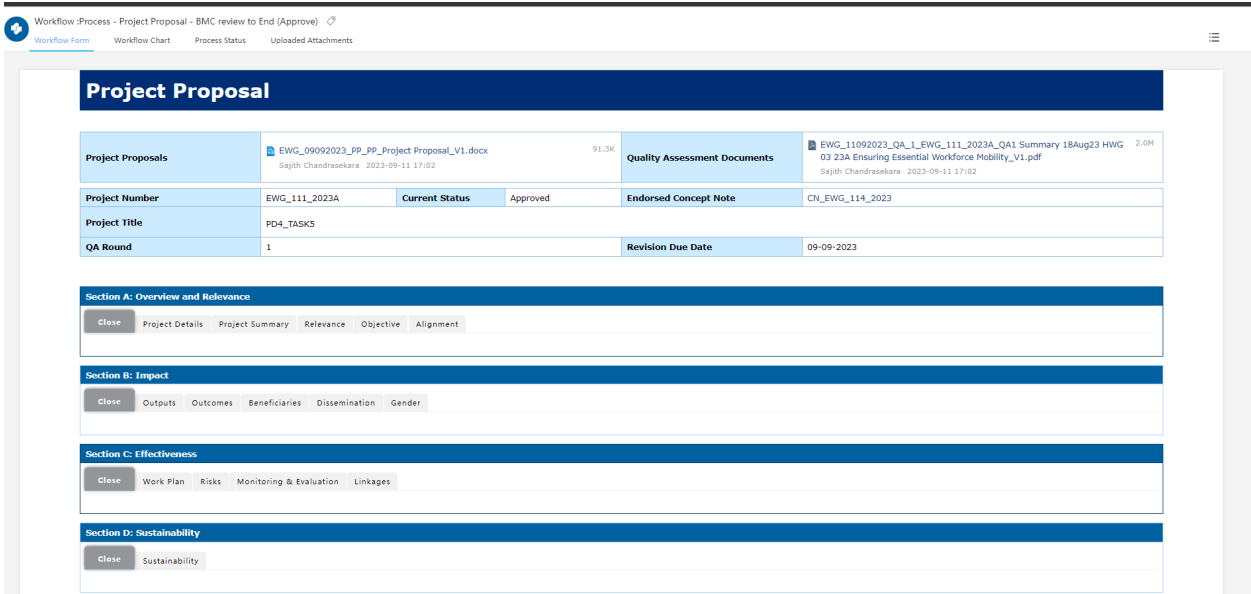 Workflow :Process - Project Proposal - BMC review to End (Approve)
Workflow Form Workflow Chart Process Status Uploaded Attachments
Project Proposal
Project Proposals
EWG_09092023_PP_PP_Project Proposal_V1.docx 91.3K
Sajith Chandrasekara 2023-09-11 17:02
Quality Assessment Documents
EWG_11092023_QA_1_EWG_111_2023A_QA1 Summary 18Aug23 HWG 2.0M
03 23A Ensuring Essential Workforce Mobility_V1.pdf
Sajith Chandrasekara 2023-09-11 17:02
Project Number EWG_111_2023A Current Status Approved Endorsed Concept Note CN_EWG_114_2023
Project Title PD4_TASK5
QA Round 1 Revision Due Date 09-09-2023
Section A: Overview and Relevance
Close Project Details Project Summary Relevance Objective Alignment
Section B: Impact
Close Outputs Outcomes Beneficiaries Dissemination Gender
Section C: Effectiveness
Close Work Plan Risks Monitoring & Evaluation Linkages
Section D: Sustainability
Close Sustainability